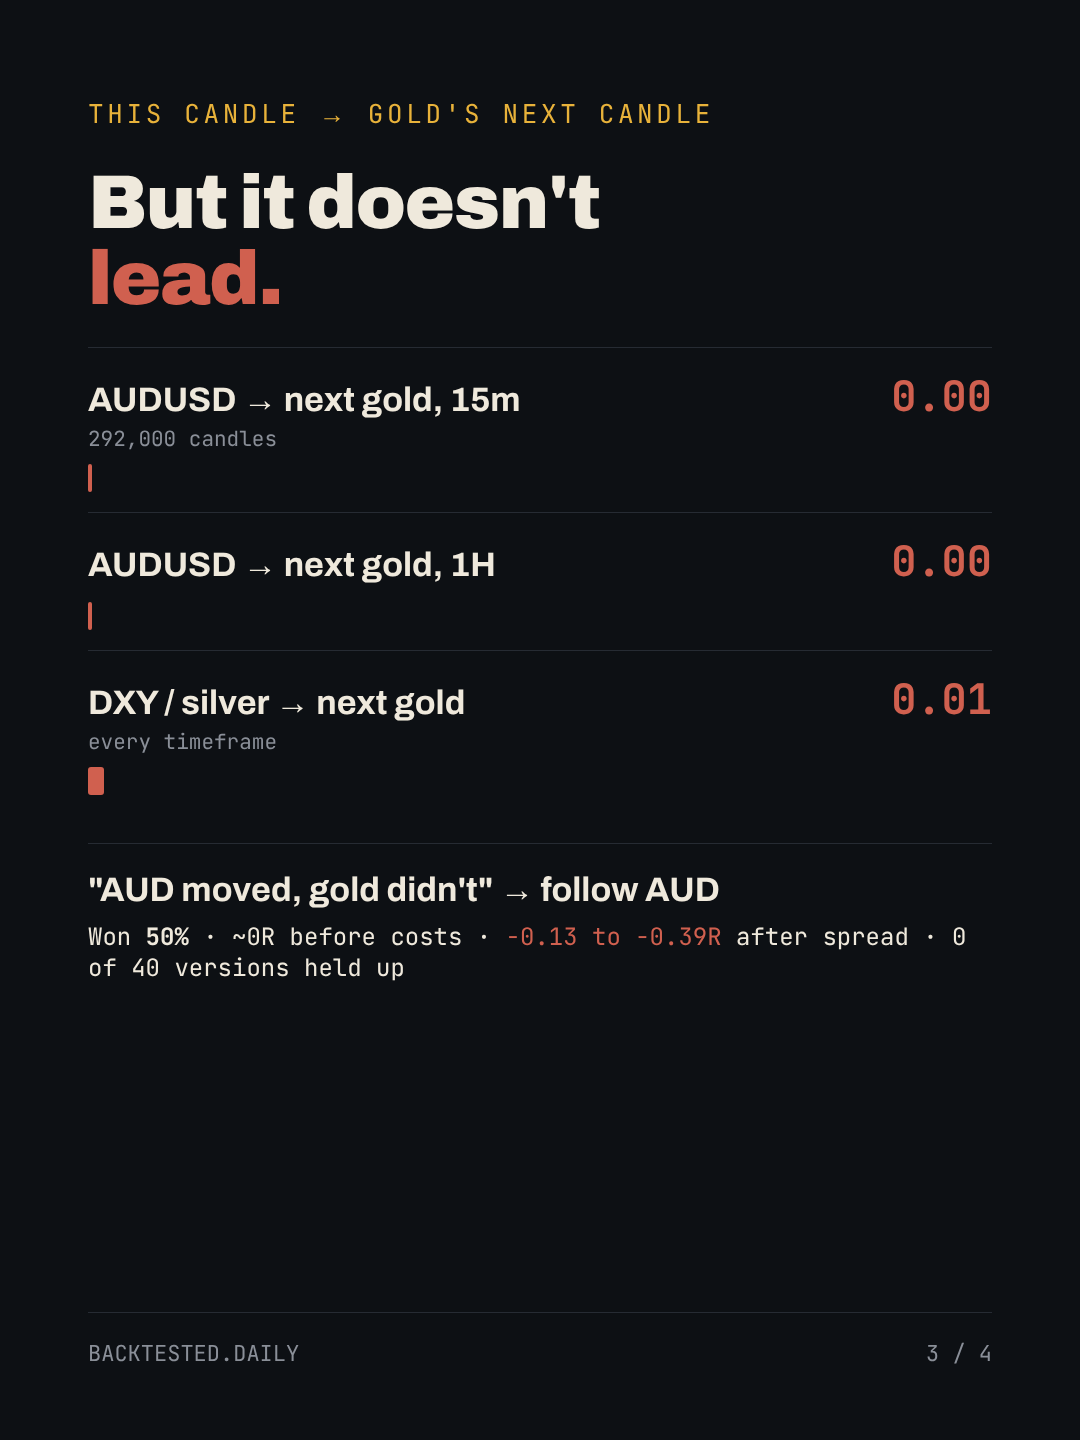 THIS CANDLE → GOLD'S NEXT CANDLE
But it doesn't
lead.
AUDUSD → next gold, 15m
0.00
292,000 candles
AUDUSD → next gold, 1H
0.00
DXY / silver → next gold
0.01
every timeframe
"AUD moved, gold didn't" → follow AUD
Won 50% · ~0R before costs · -0.13 to -0.39R after spread · 0
of 40 versions held up
BACKTESTED.DAILY
3 / 4